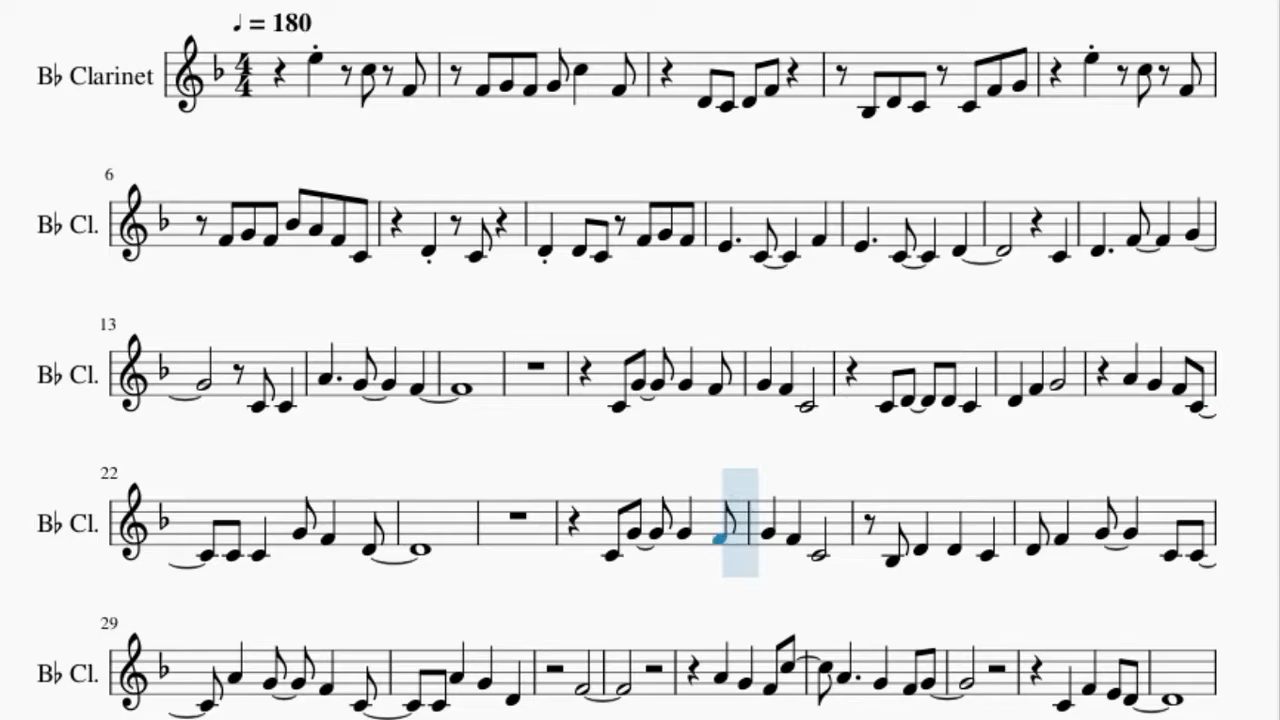 ♩ = 180
B♭ Clarinet
4
4
6
B♭ Cl.
13
B♭ Cl.
22
B♭ Cl.
29
B♭ Cl.